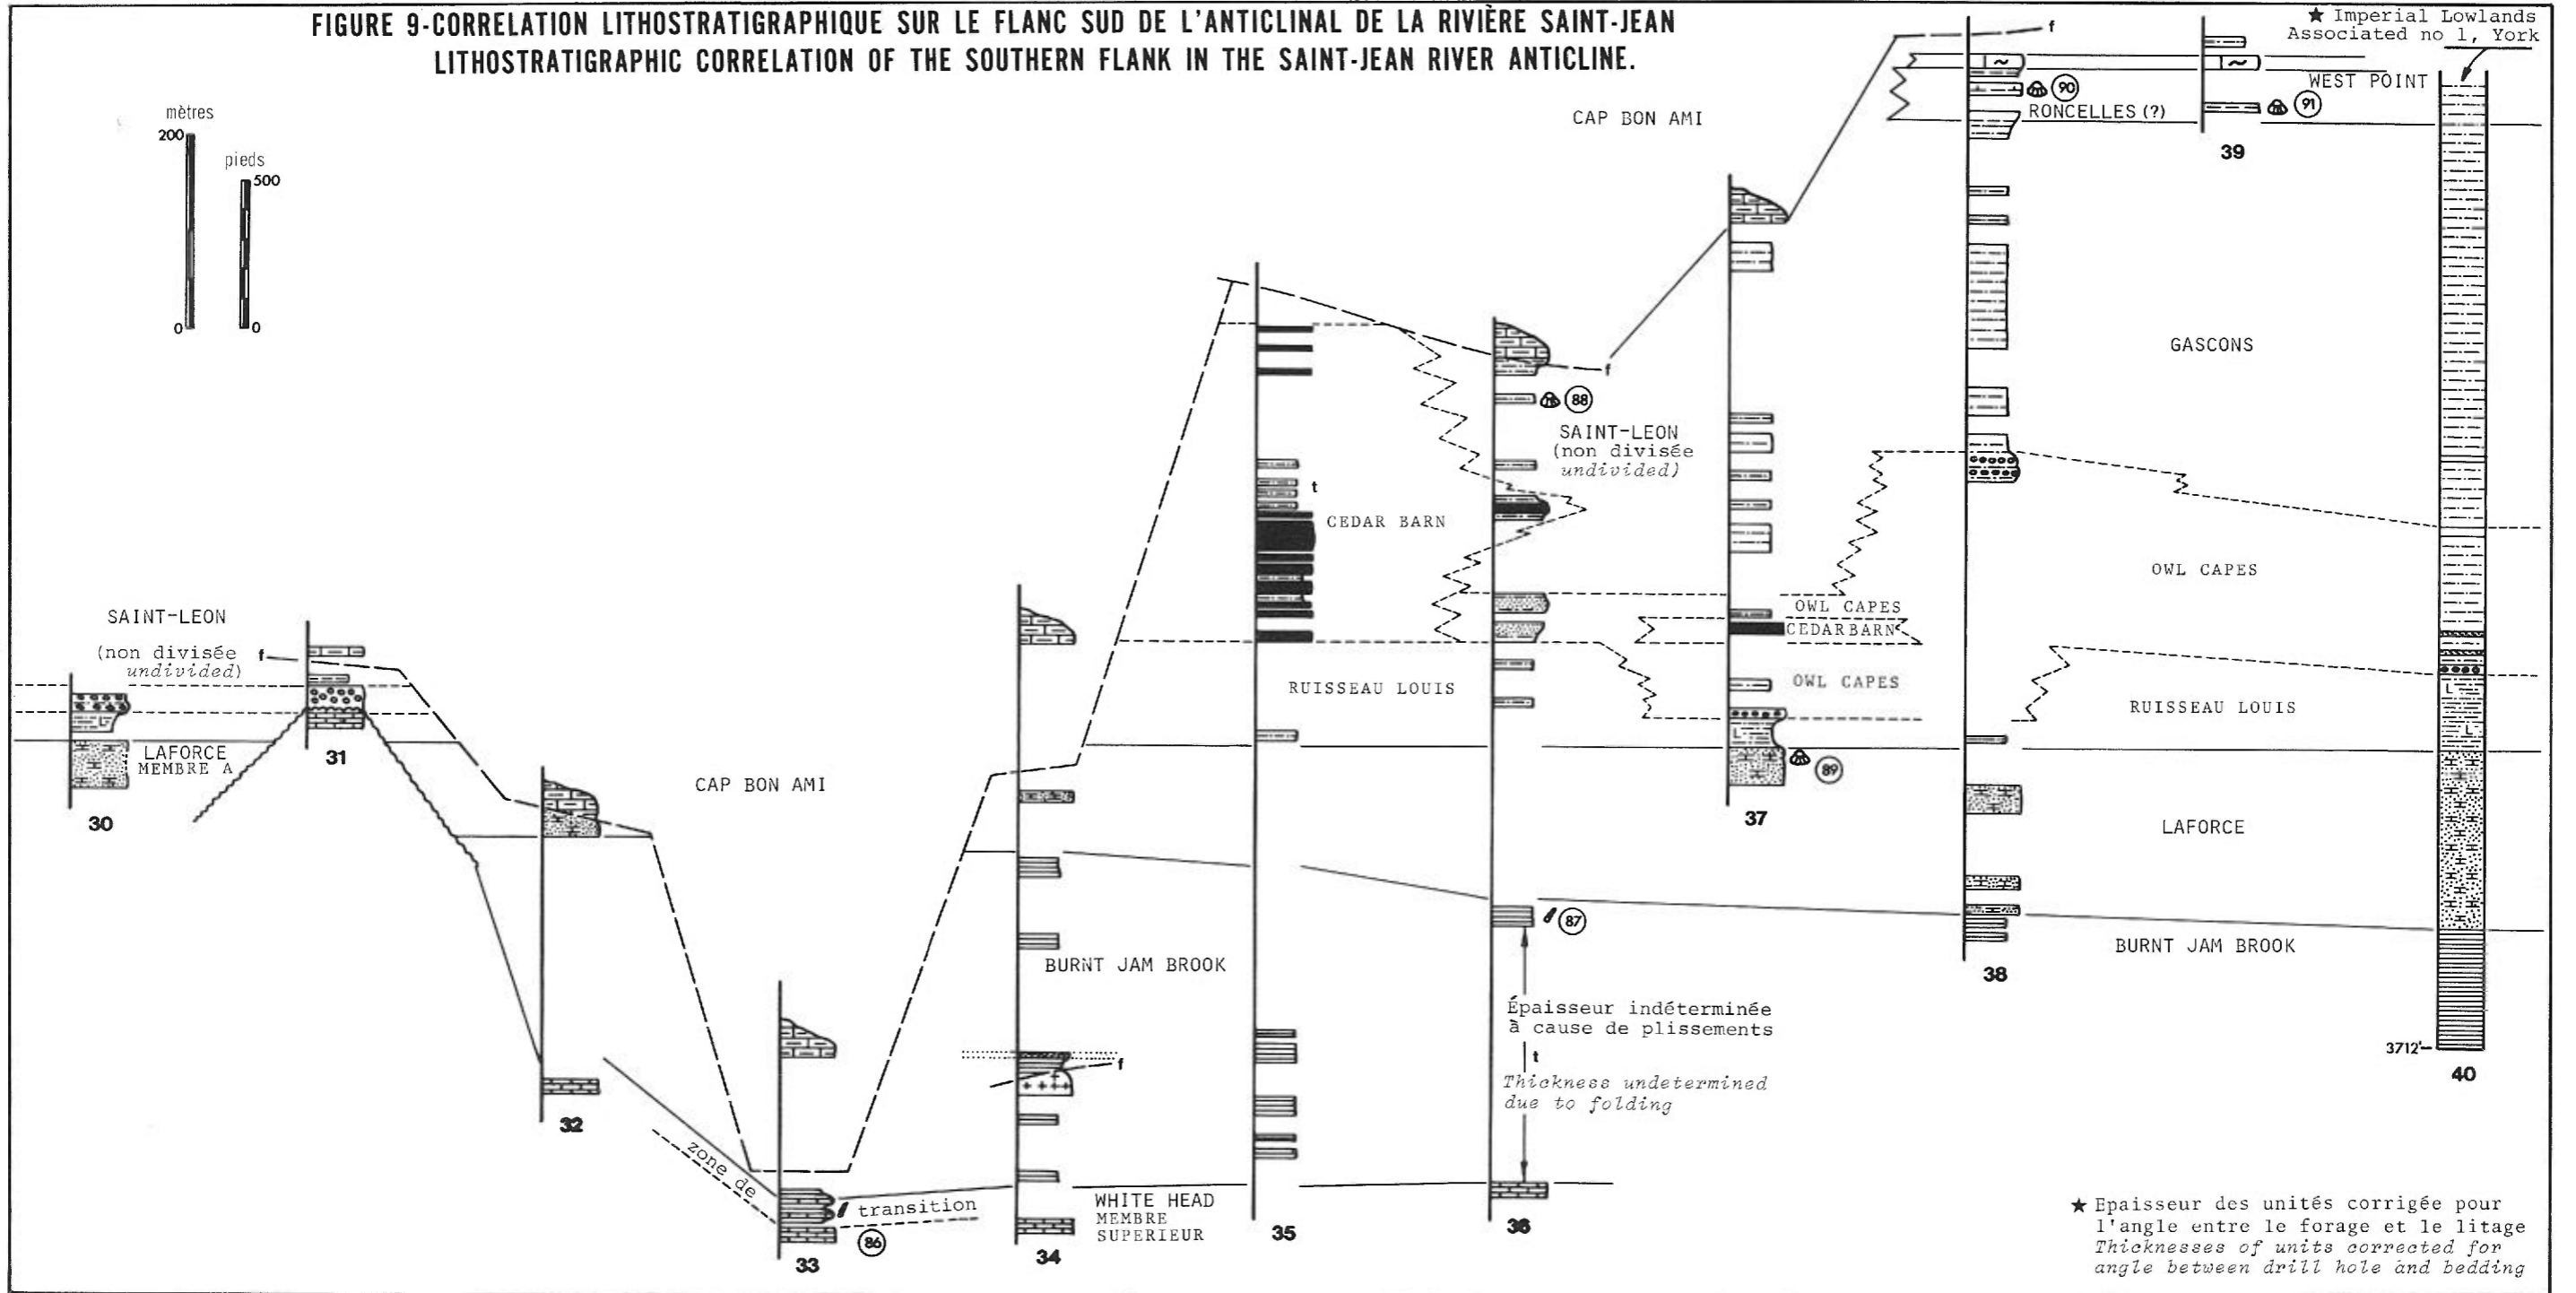 FIGURE 9-CORRELATION LITHOSTRATIGRAPHIQUE SUR LE FLANC SUD DE L'ANTICLINAL DE LA RIVIÈRE SAINT-JEAN
LITHOSTRATIGRAPHIC CORRELATION OF THE SOUTHERN FLANK IN THE SAINT-JEAN RIVER ANTICLINE.
★ Imperial Lowlands
Associated no 1, York
mètres
200
0
pieds
500
0
CAP BON AMI
f
WEST POINT
90
RONCELLES (?)
91
39
GASCONS
f
88
SAINT-LEON
(non divisée
undivided)
t
CEDAR BARN
OWL CAPES
OWL CAPES
CEDAR BARN
OWL CAPES
RUISSEAU LOUIS
RUISSEAU LOUIS
L
L
L
SAINT-LEON
(non divisée
undivided)
f
L
LAFORCE
MEMBRE A
30
31
CAP BON AMI
89
37
LAFORCE
32
BURNT JAM BROOK
87
38
BURNT JAM BROOK
Épaisseur indéterminée
à cause de plissements
t
Thickness undetermined
due to folding
f
3712'
40
zone de
transition
86
33
WHITE HEAD
MEMBRE
SUPERIEUR
34
35
36
★ Epaisseur des unités corrigée pour
l'angle entre le forage et le litage
Thicknesses of units corrected for
angle between drill hole and bedding